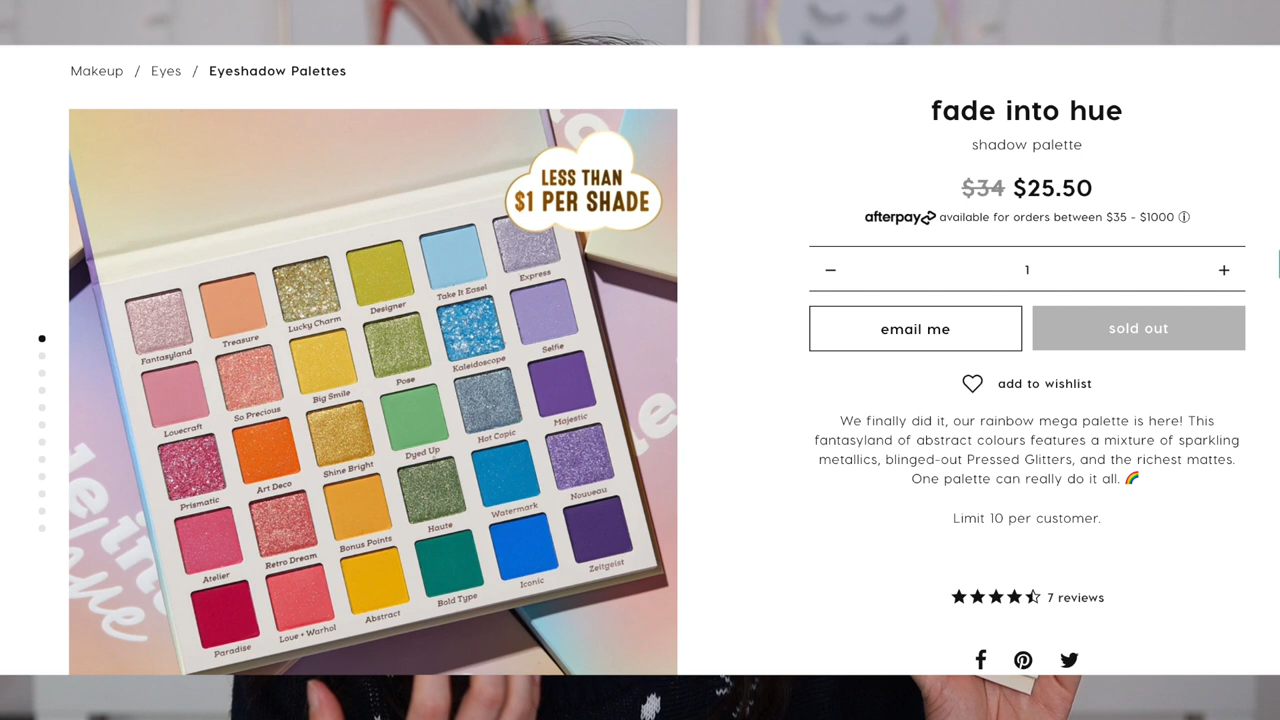 Makeup / Eyes / Eyeshadow Palettes
LESS THAN
$1 PER SHADE
Fantasyland
Treasure
Lucky Charm
Designer
Take It Easel
Express
Lovecraft
So Precious
Big Smile
Pose
Kaleidoscope
Selfie
Prismatic
Art Deco
Shine Bright
Dyed Up
Hot Copic
Majestic
Atelier
Retro Dream
Bonus Points
Haute
Watermark
Nouveau
Paradise
Love + Warhol
Abstract
Bold Type
Iconic
Zeitgeist
fade into hue
shadow palette
$34 $25.50
afterpay available for orders between $35 - $1000 ⓘ
− 1 +
email me
sold out
add to wishlist
We finally did it, our rainbow mega palette is here! This
fantasyland of abstract colours features a mixture of sparkling
metallics, blinged-out Pressed Glitters, and the richest mattes.
One palette can really do it all. 🌈
Limit 10 per customer.
7 reviews